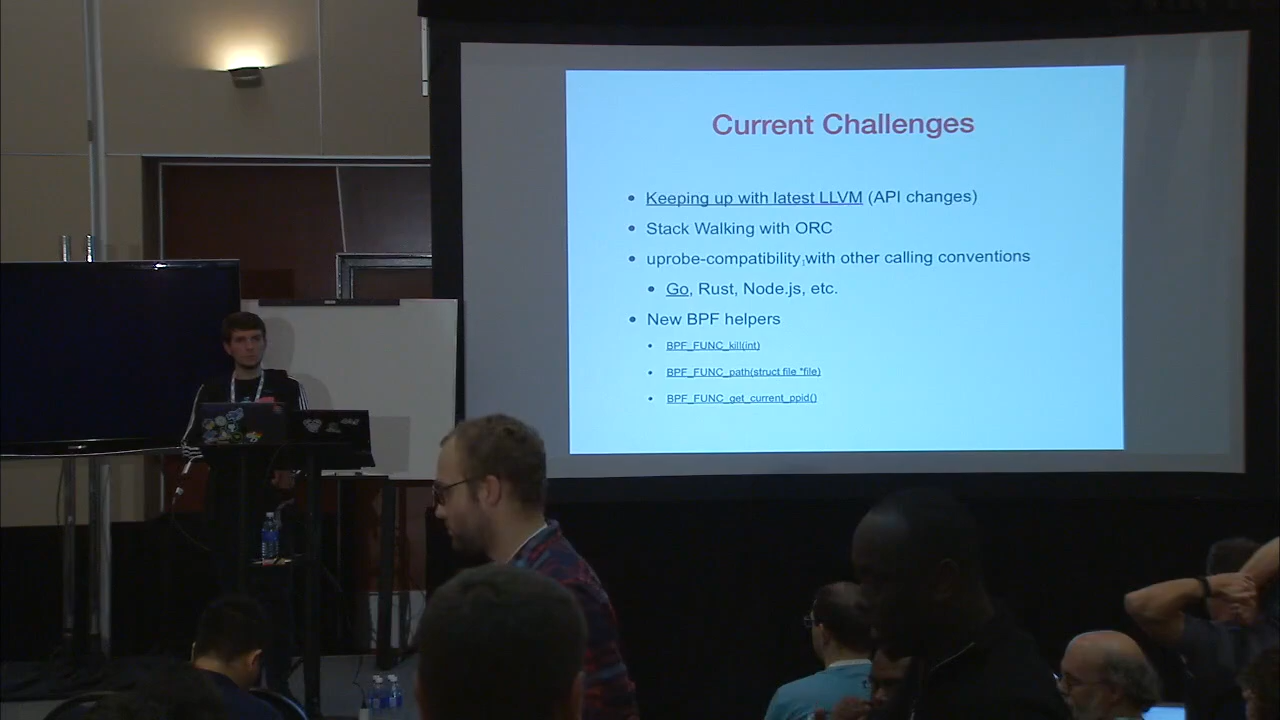 Current Challenges
• Keeping up with latest LLVM (API changes)
• Stack Walking with ORC
• uprobe-compatibility with other calling conventions
• Go, Rust, Node.js, etc.
• New BPF helpers
• BPF_FUNC_kill(int)
• BPF_FUNC_path(struct file *file)
• BPF_FUNC_get_current_ppid()